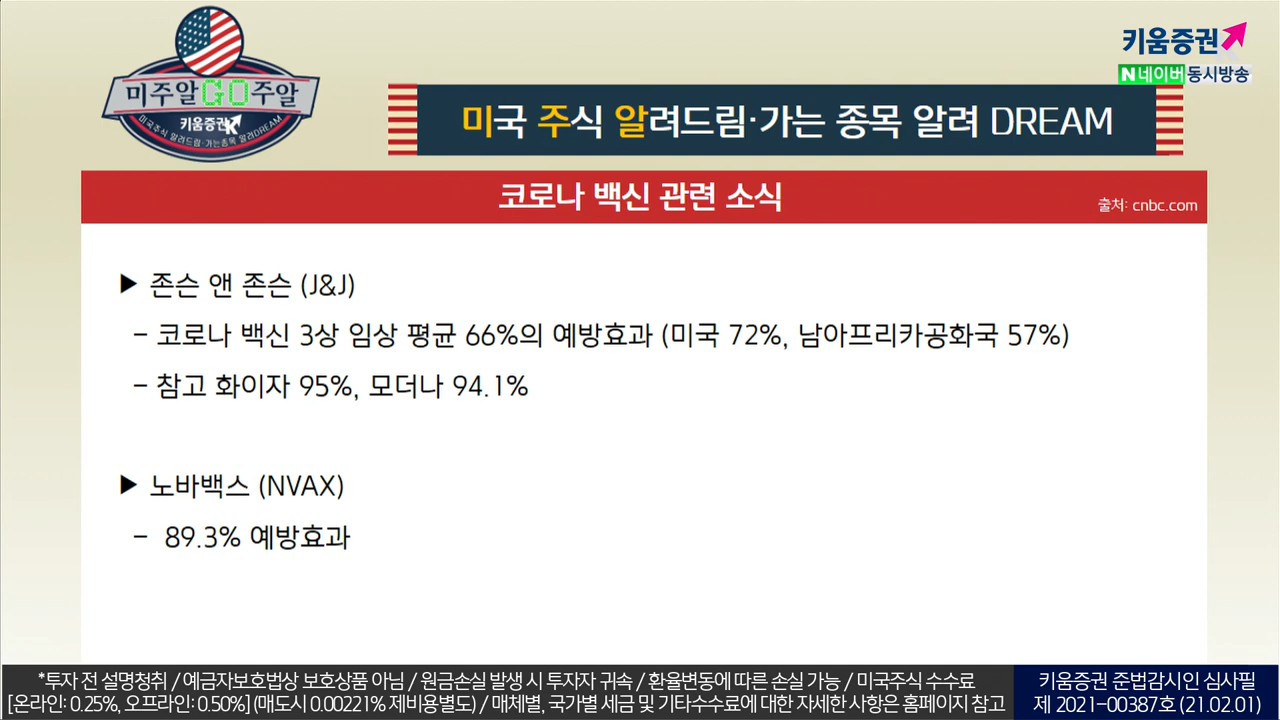 미주알GO주알
키움증권
미국주식 알려드림·가는종목 알려DREAM
키움증권
N 네이버 동시방송
미국 주식 알려드림·가는 종목 알려 DREAM
코로나 백신 관련 소식
출처: cnbc.com
▶ 존슨 앤 존슨 (J&J)
- 코로나 백신 3상 임상 평균 66%의 예방효과 (미국 72%, 남아프리카공화국 57%)
- 참고 화이자 95%, 모더나 94.1%
▶ 노바백스 (NVAX)
- 89.3% 예방효과
*투자 전 설명청취 / 예금자보호법상 보호상품 아님 / 원금손실 발생 시 투자자 귀속 / 환율변동에 따른 손실 가능 / 미국주식 수수료
[온라인: 0.25%, 오프라인: 0.50%] (매도시 0.00221% 제비용별도) / 매체별, 국가별 세금 및 기타수수료에 대한 자세한 사항은 홈페이지 참고
키움증권 준법감시인 심사필
제 2021-00387호 (21.02.01)